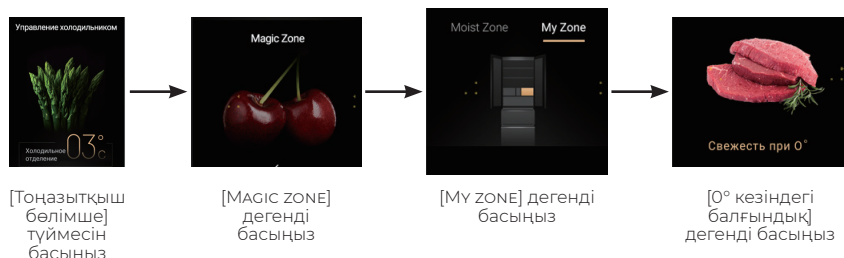 Управление холодильником
Холодильное
отделение
03°C
Magic Zone
Moist Zone My Zone
Свежесть при 0°
[Тоңазытқыш
бөлімше]
түймесін
басыңыз
[MAGIC ZONE]
дегенді
басыңыз
[MY ZONE] дегенді
басыңыз
[0° кезіндегі
балғындық]
дегенді басыңыз